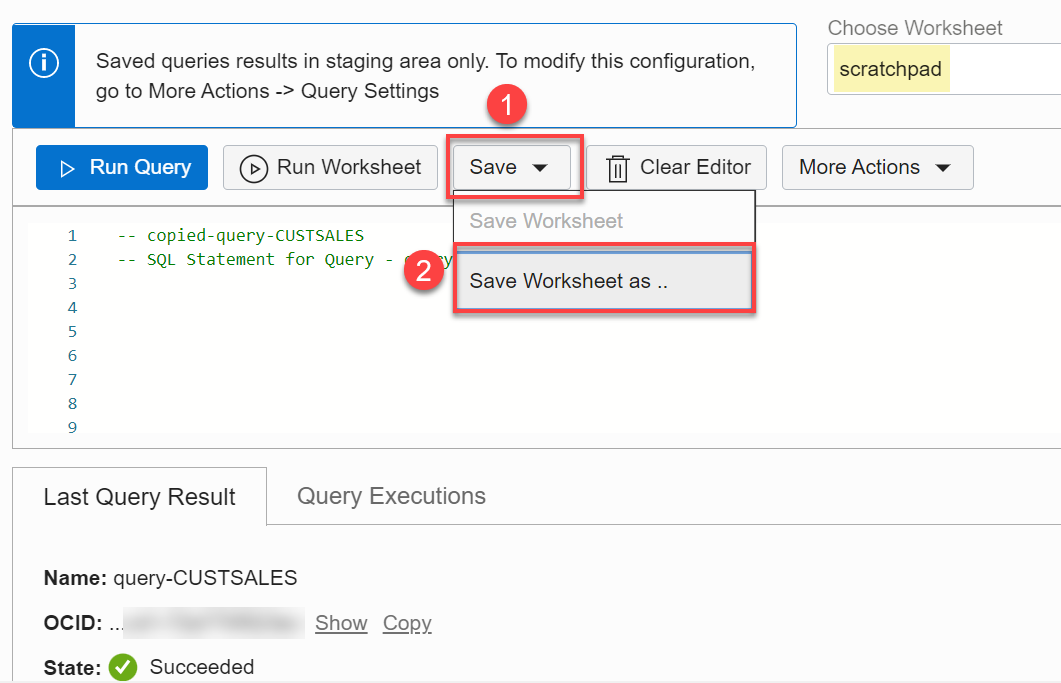 Choose Worksheet
Saved queries results in staging area only. To modify this configuration,
go to More Actions -> Query Settings
scratchpad
1
Run Query
Run Worksheet
Save
Clear Editor
More Actions
Save Worksheet
1 -- copied-query-CUSTSALES
2 -- SQL Statement for Query -
2
Save Worksheet as ..
3
4
5
6
7
8
9
Last Query Result
Query Executions
Name: query-CUSTSALES
OCID: ... Show Copy
State: Succeeded